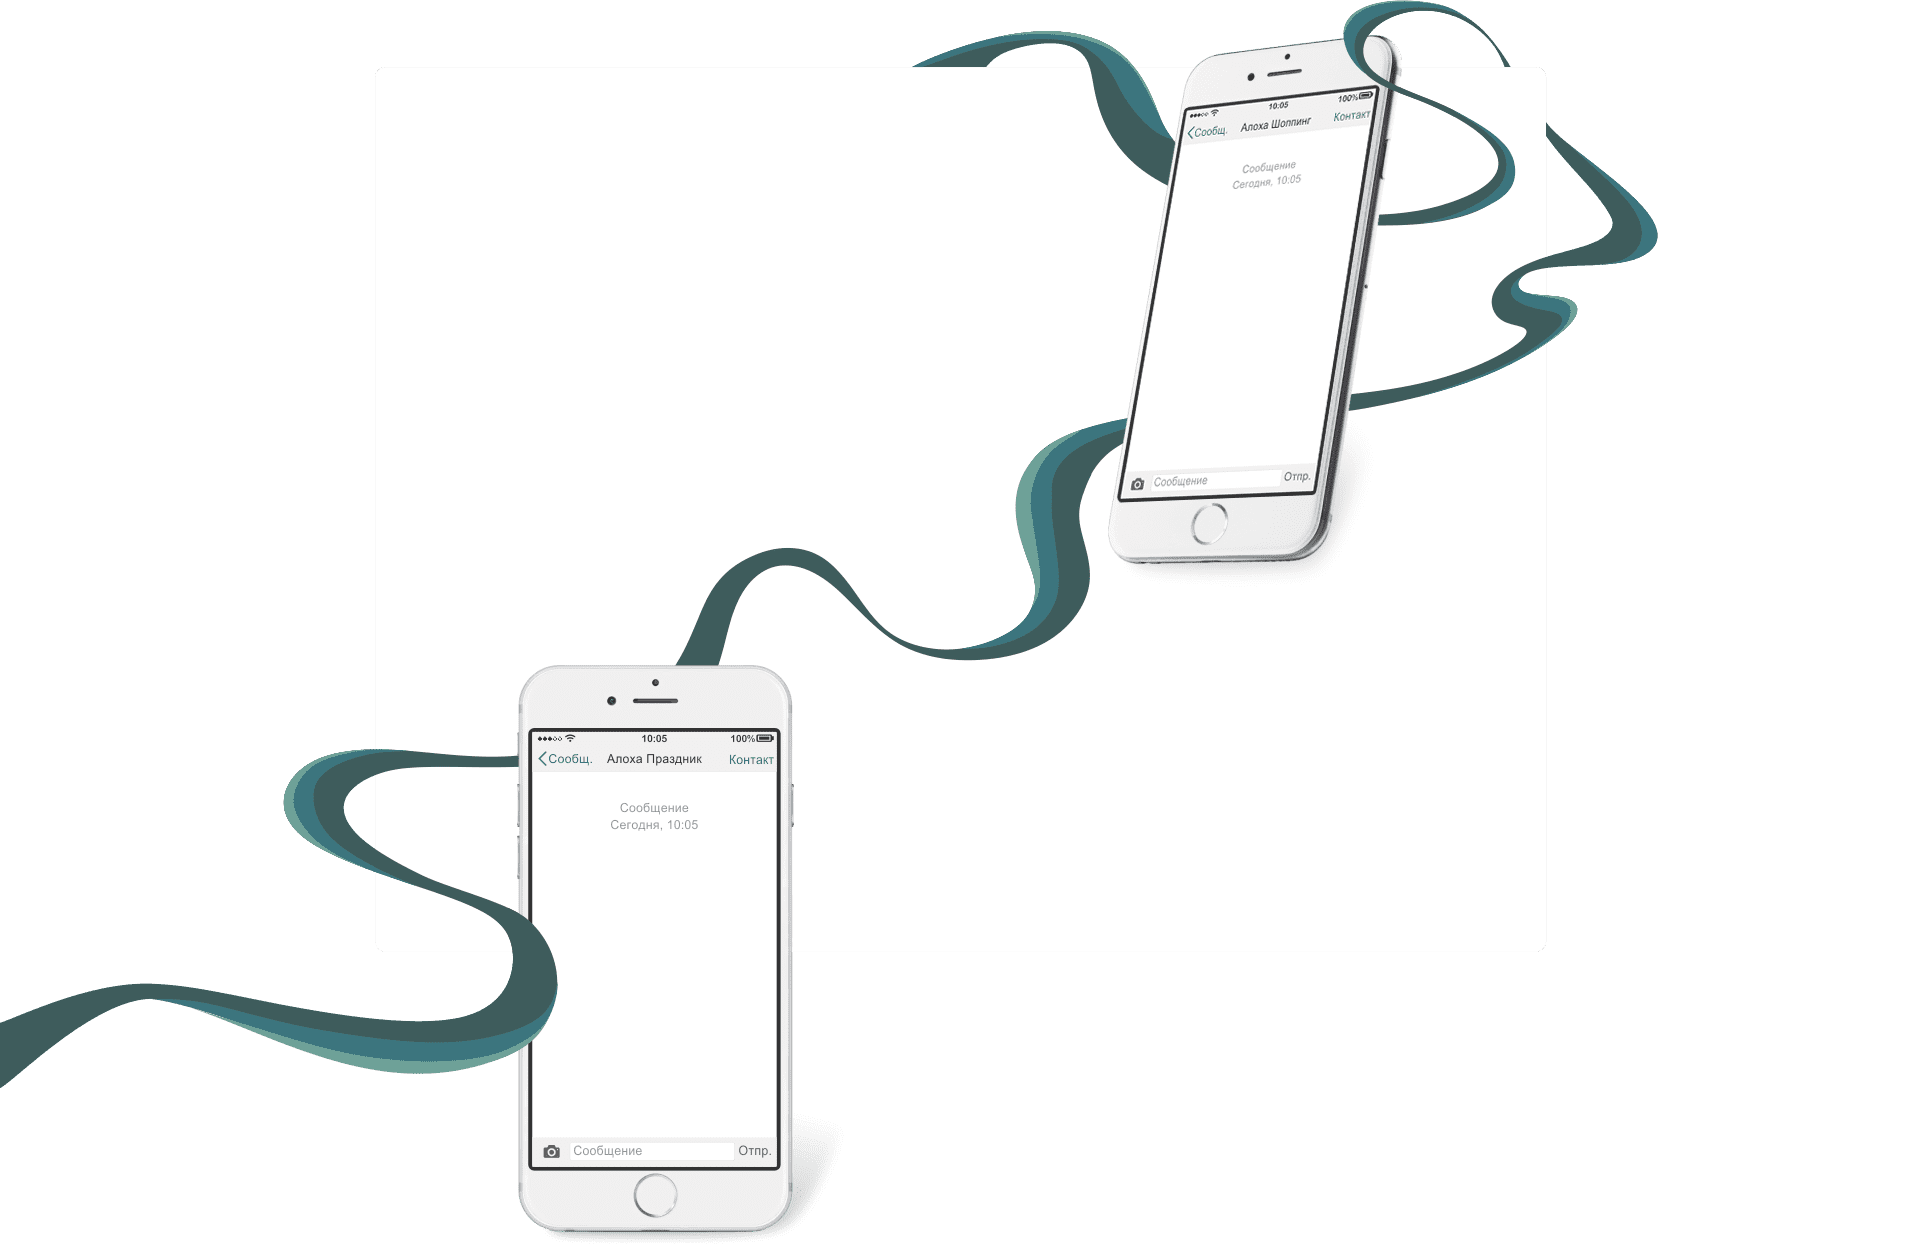 10:05 100%
Сообщ. Алоха Шоппинг Контакт
Сообщение
Сегодня, 10:05
Сообщение Отпр.
10:05 100%
Сообщ. Алоха Праздник Контакт
Сообщение
Сегодня, 10:05
Сообщение Отпр.